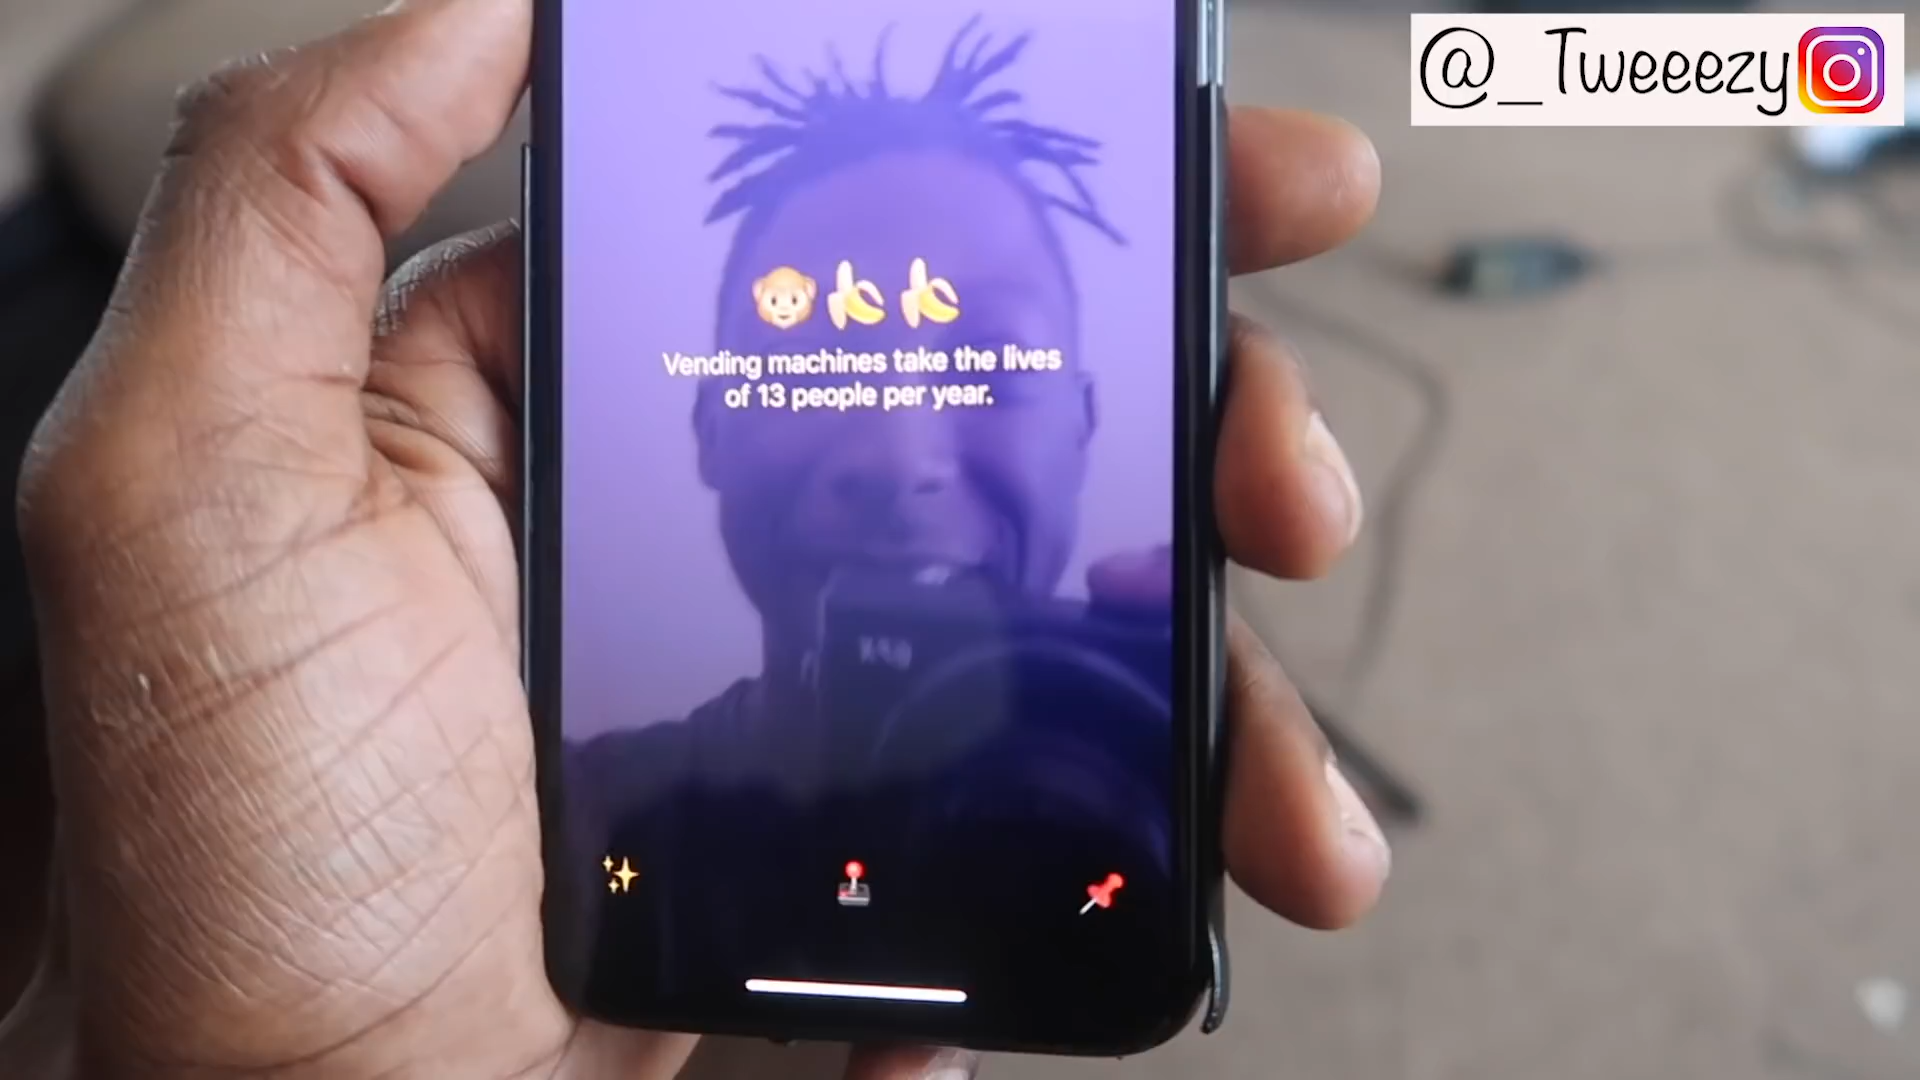 @_Tweeezy
Vending machines take the lives
of 13 people per year.